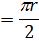 = πr/2